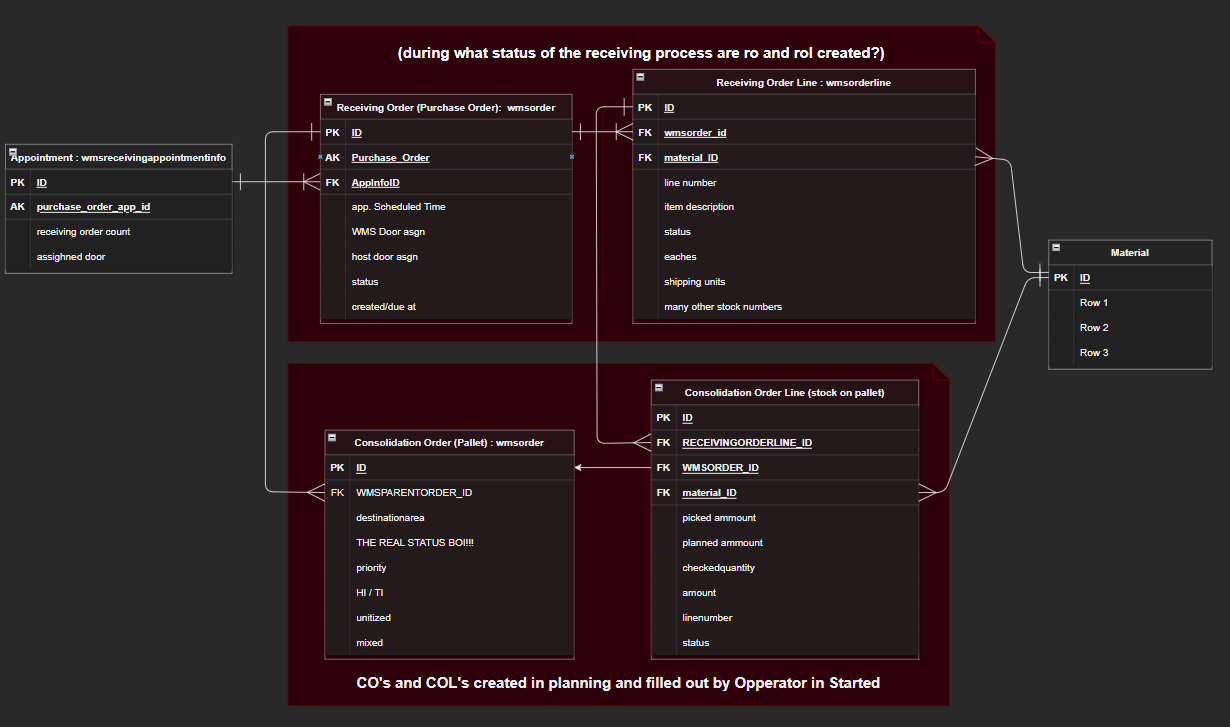 (during what status of the receiving process are ro and rol created?)
Appointment : wmsreceivingappointmentinfo
PK ID
AK purchase_order_app_id
receiving order count
assighned door
Receiving Order (Purchase Order): wmsorder
PK ID
AK Purchase_Order
FK AppInfoID
app. Scheduled Time
WMS Door asgn
host door asgn
status
created/due at
Receiving Order Line : wmsorderline
PK ID
FK wmsorder_id
FK material_ID
line number
item description
status
eaches
shipping units
many other stock numbers
Material
PK ID
Row 1
Row 2
Row 3
Consolidation Order (Pallet) : wmsorder
PK ID
FK WMSPARENTORDER_ID
destinationarea
THE REAL STATUS BOI!!!
priority
HI / TI
unitized
mixed
Consolidation Order Line (stock on pallet)
PK ID
FK RECEIVINGORDERLINE_ID
FK WMSORDER_ID
FK material_ID
picked ammount
planned ammount
checkedquantity
amount
linenumber
status
CO's and COL's created in planning and filled out by Opperator in Started